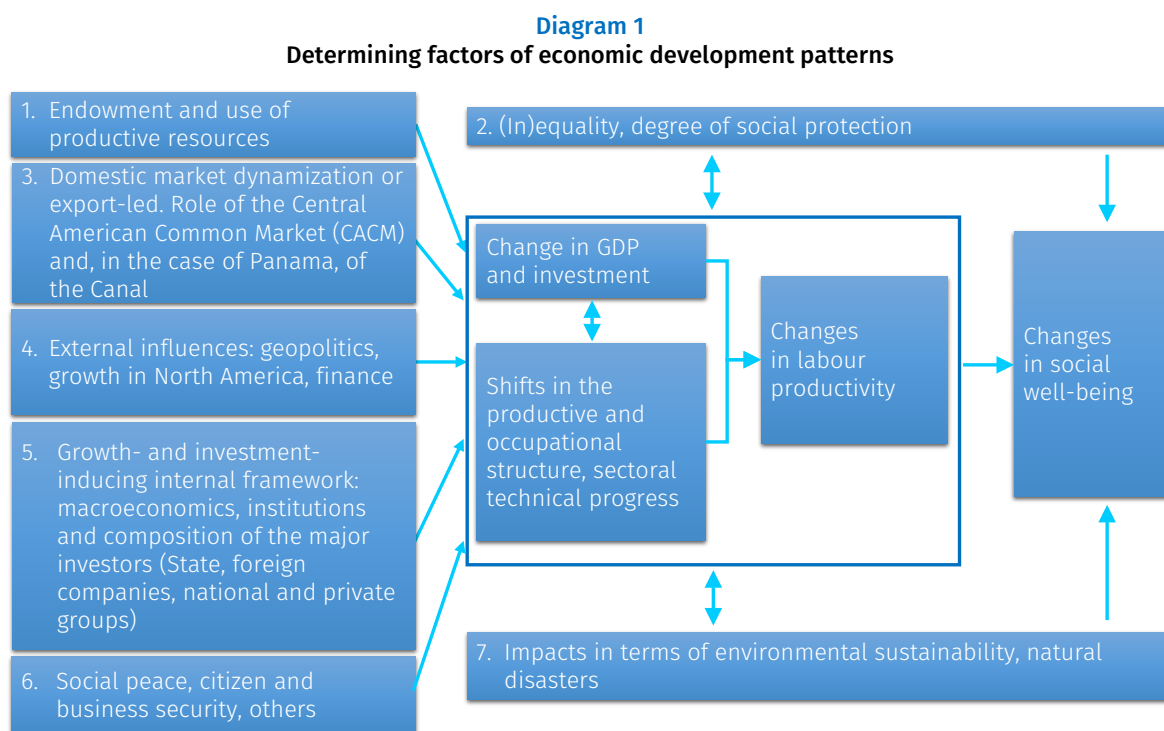 Diagram 1
Determining factors of economic development patterns
1. Endowment and use of
productive resources
2. (In)equality, degree of social protection
3. Domestic market dynamization or
export-led. Role of the Central
American Common Market (CACM)
and, in the case of Panama, of
the Canal
4. External influences: geopolitics,
growth in North America, finance
5. Growth- and investment-
inducing internal framework:
macroeconomics, institutions
and composition of the major
investors (State, foreign
companies, national and private
groups)
6. Social peace, citizen and
business security, others
Change in GDP
and investment
Shifts in the
productive and
occupational
structure, sectoral
technical progress
Changes
in labour
productivity
Changes
in social
well-being
7. Impacts in terms of environmental sustainability, natural
disasters